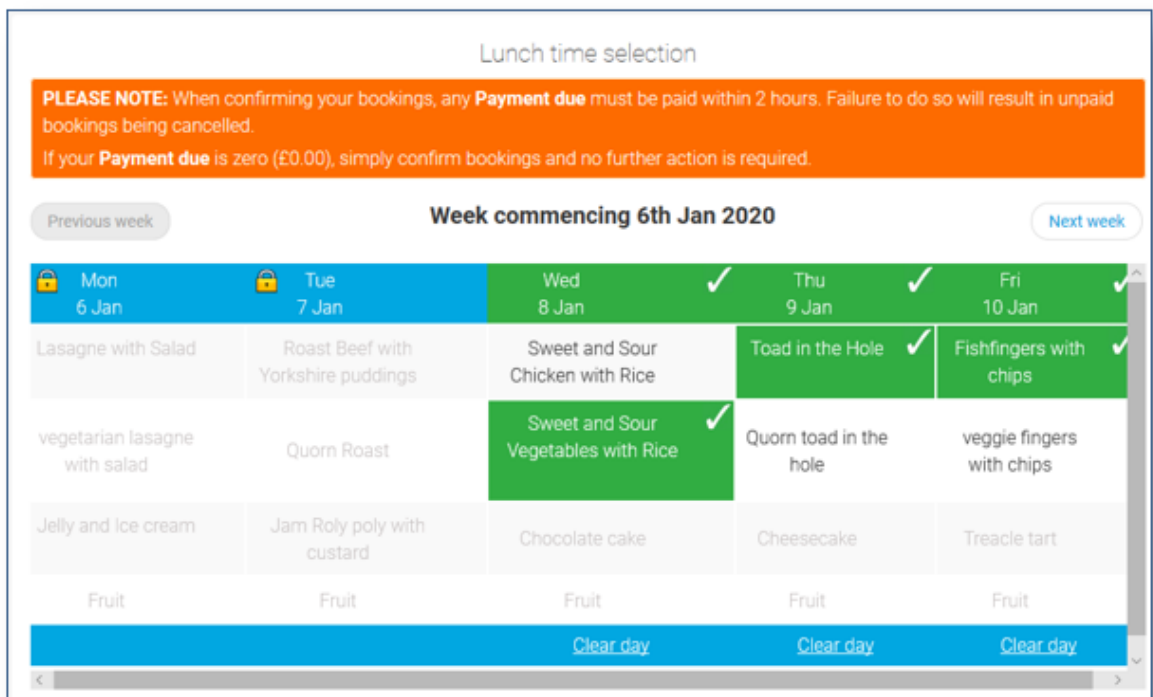 Lunch time selection
PLEASE NOTE: When confirming your bookings, any Payment due must be paid within 2 hours. Failure to do so will result in unpaid
bookings being cancelled.
If your Payment due is zero (£0.00), simply confirm bookings and no further action is required.
Previous week
Week commencing 6th Jan 2020
Next week
Mon
6 Jan
Tue
7 Jan
Wed
8 Jan
Thu
9 Jan
Fri
10 Jan
Lasagne with Salad
Roast Beef with
Yorkshire puddings
Sweet and Sour
Chicken with Rice
Toad in the Hole
Fishfingers with
chips
vegetarian lasagne
with salad
Quorn Roast
Sweet and Sour
Vegetables with Rice
Quorn toad in the
hole
veggie fingers
with chips
Jelly and Ice cream
Jam Roly poly with
custard
Chocolate cake
Cheesecake
Treacle tart
Fruit
Fruit
Fruit
Fruit
Fruit
Clear day
Clear day
Clear day